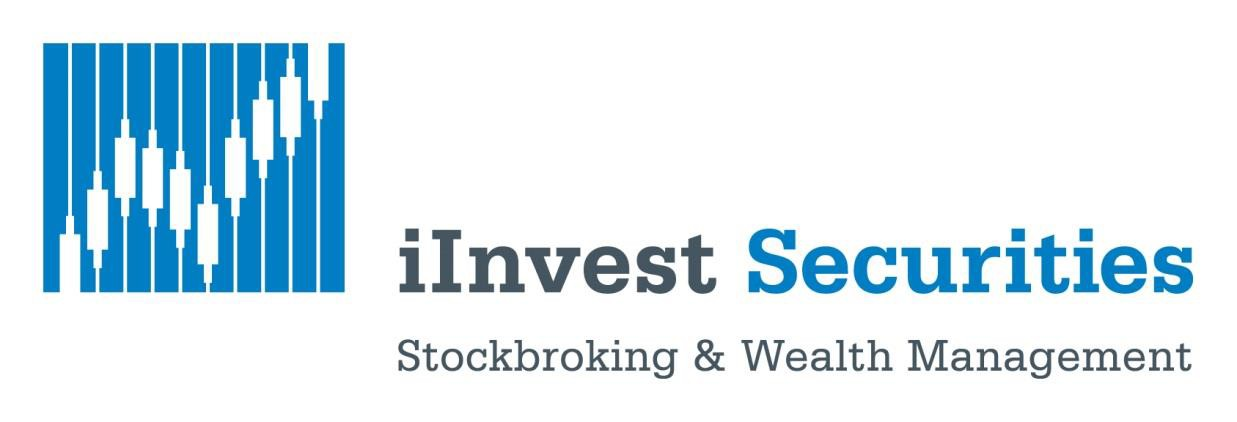 iInvest Securities
Stockbroking & Wealth Management